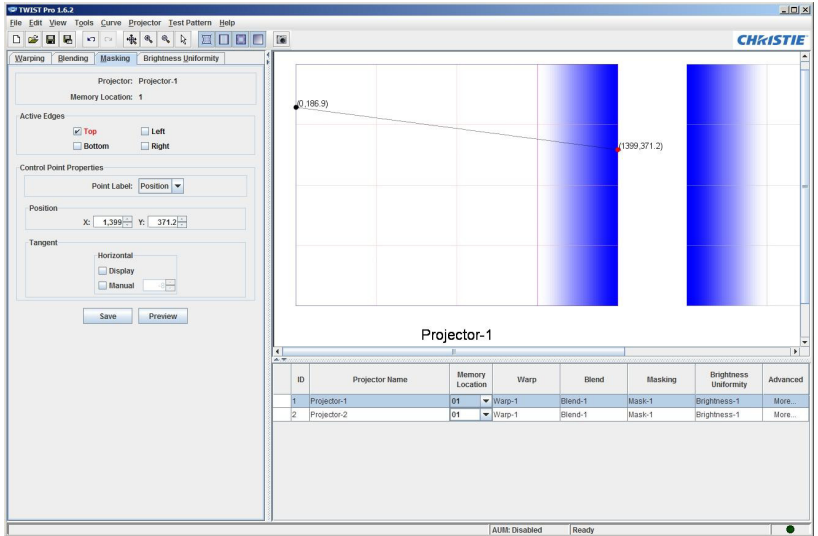 TWIST Pro 1.6.2
File Edit View Tools Curve Projector Test Pattern Help
CHRISTIE
Warping Blending Masking Brightness Uniformity
Projector: Projector-1
Memory Location: 1
Active Edges
Top Left
Bottom Right
Control Point Properties
Point Label: Position
Position
X: 1,399 Y: 371.2
Tangent
Horizontal
Display
Manual
Save Preview
(0,186.9)
(1399,371.2)
Projector-1
ID Projector Name Memory Location Warp Blend Masking Brightness Uniformity Advanced
1 Projector-1 01 Warp-1 Blend-1 Mask-1 Brightness-1 More...
2 Projector-2 01 Warp-1 Blend-1 Mask-1 Brightness-1 More...
AUM: Disabled Ready